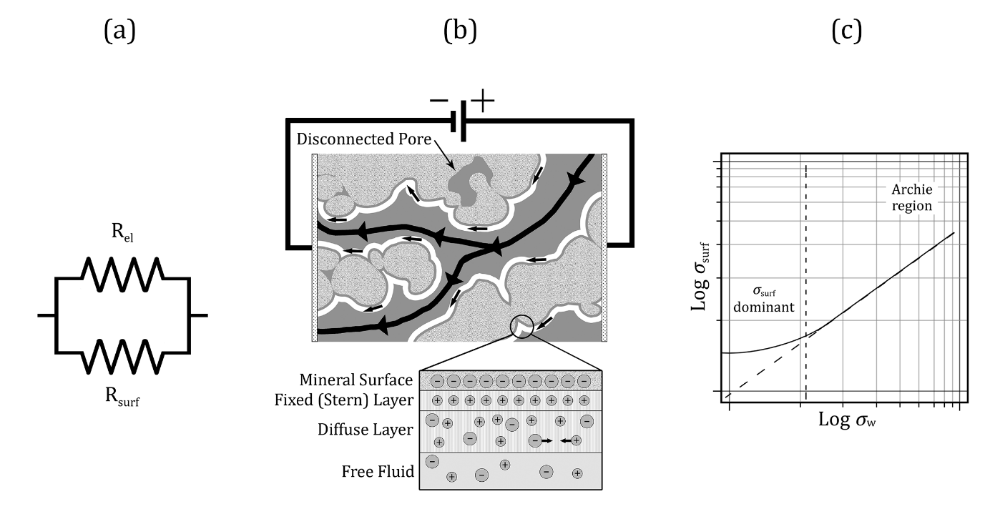 (a)
(b)
(c)
R_el
R_surf
− +
Disconnected Pore
Mineral Surface
Fixed (Stern) Layer
Diffuse Layer
Free Fluid
Log σ_surf
Archie
region
σ_surf
dominant
Log σ_w